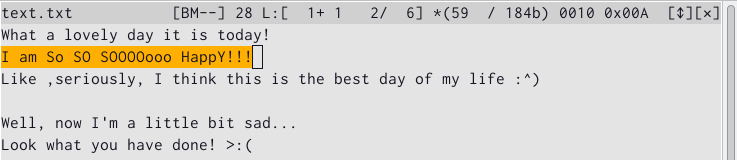 text.txt [BM--] 28 L:[ 1+ 1 2/ 6] *(59 / 184b) 0010 0x00A [↕][×]
What a lovely day it is today!
I am So SO SOOOOooo HappY!!!
Like ,seriously, I think this is the best day of my life :^)
Well, now I'm a little bit sad...
Look what you have done! >:(